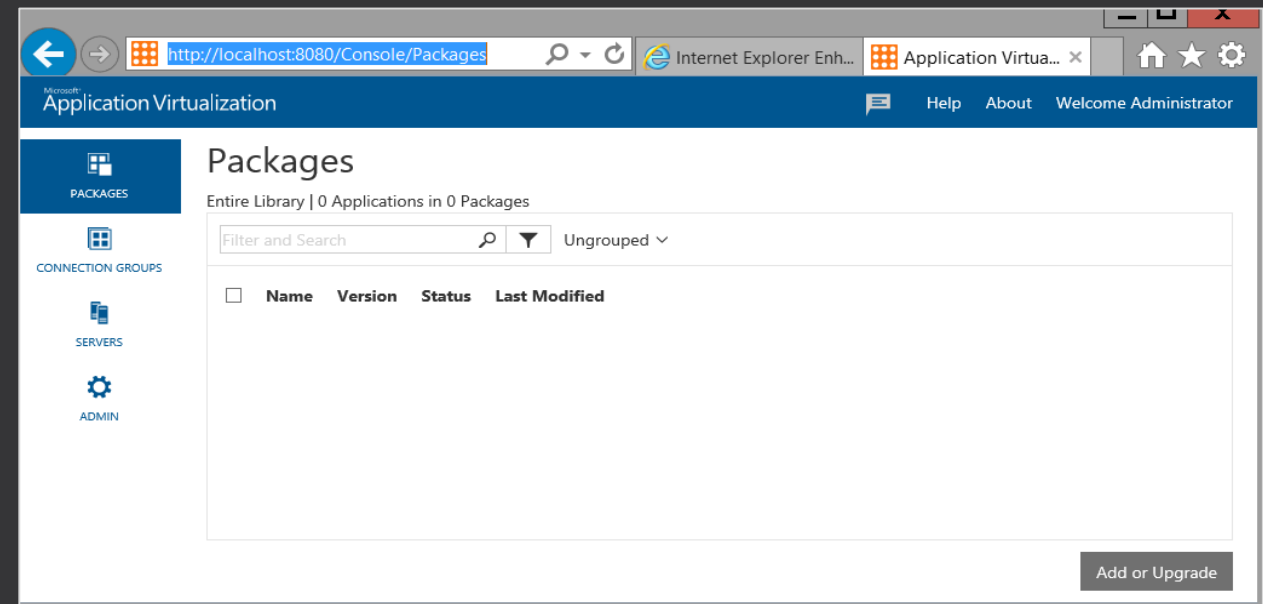 http://localhost:8080/Console/Packages
Internet Explorer Enh...
Application Virtua...
Microsoft
Application Virtualization
Help About Welcome Administrator
PACKAGES
CONNECTION GROUPS
SERVERS
ADMIN
Packages
Entire Library | 0 Applications in 0 Packages
Filter and Search
Ungrouped
Name Version Status Last Modified
Add or Upgrade